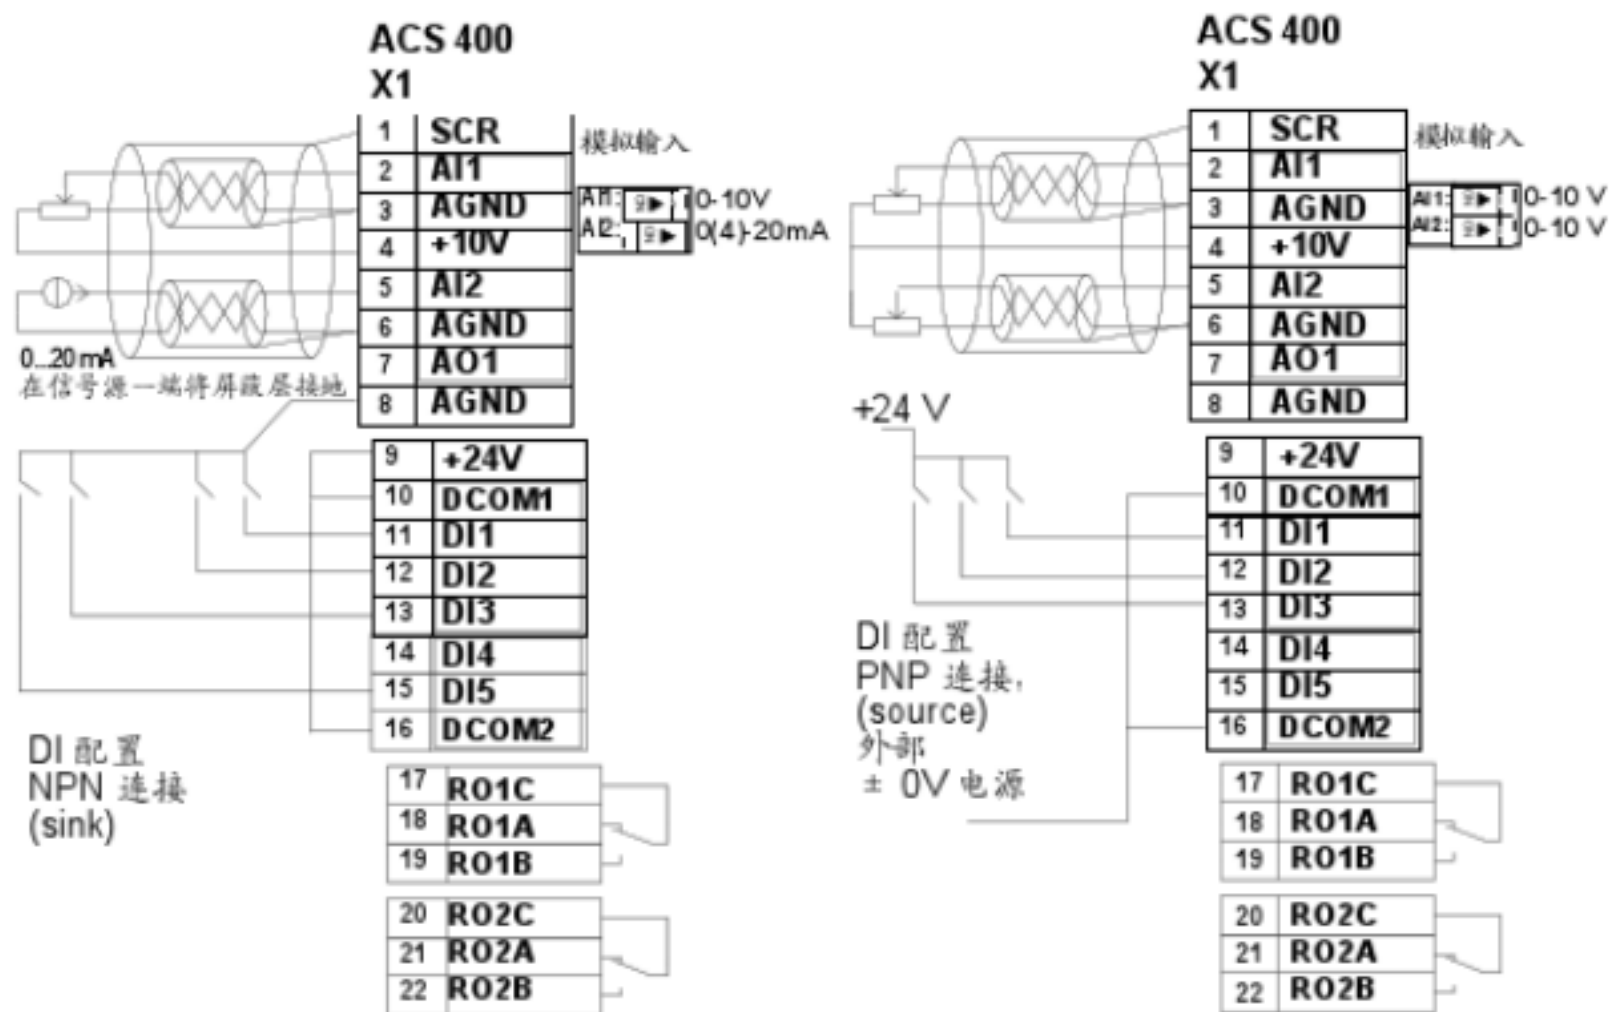 ACS 400
X1
1 SCR
2 AI1
3 AGND
4 +10V
5 AI2
6 AGND
7 AO1
8 AGND
模拟输入
AI1: 0-10V
AI2: 0(4)-20mA
0...20 mA
在信号源一端将屏蔽层接地
9 +24V
10 DCOM1
11 DI1
12 DI2
13 DI3
14 DI4
15 DI5
16 DCOM2
DI 配置
NPN 连接
(sink)
17 RO1C
18 RO1A
19 RO1B
20 RO2C
21 RO2A
22 RO2B
ACS 400
X1
1 SCR
2 AI1
3 AGND
4 +10V
5 AI2
6 AGND
7 AO1
8 AGND
模拟输入
AI1: 0-10 V
AI2: 0-10 V
+24 V
9 +24V
10 DCOM1
11 DI1
12 DI2
13 DI3
14 DI4
15 DI5
16 DCOM2
DI 配置
PNP 连接,
(source)
外部
± 0V 电源
17 RO1C
18 RO1A
19 RO1B
20 RO2C
21 RO2A
22 RO2B